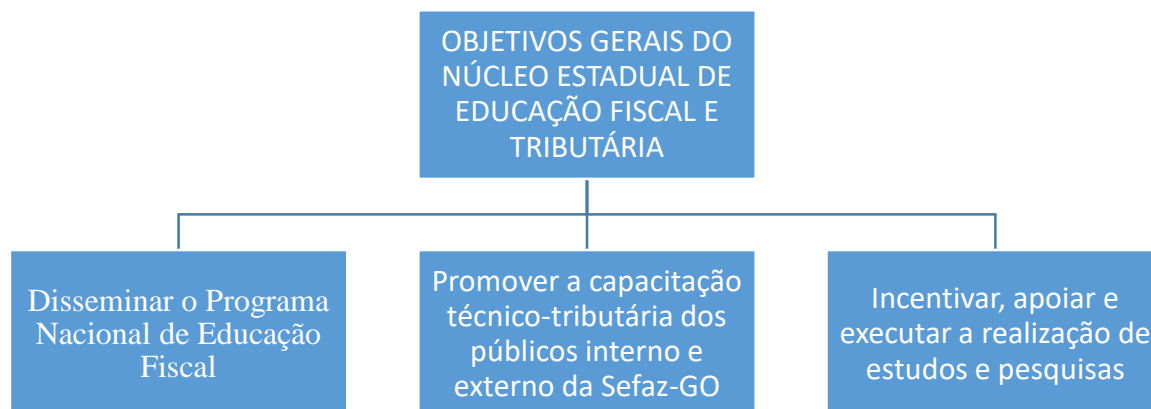 OBJETIVOS GERAIS DO
NÚCLEO ESTADUAL DE
EDUCAÇÃO FISCAL E
TRIBUTÁRIA
Disseminar o Programa
Nacional de Educação
Fiscal
Promover a capacitação
técnico-tributária dos
públicos interno e
externo da Sefaz-GO
Incentivar, apoiar e
executar a realização de
estudos e pesquisas